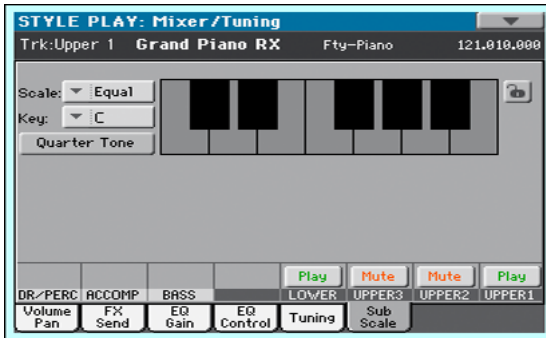 STYLE PLAY: Mixer/Tuning
Trk:Upper 1 Grand Piano RX Fty-Piano 121.010.000
Scale: Equal
Key: C
Quarter Tone
Play Mute Mute Play
DR/PERC ACCOMP BASS LOWER UPPER3 UPPER2 UPPER1
Volume Pan FX Send EQ Gain EQ Control Tuning Sub Scale